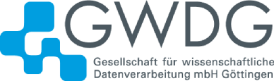 GWDG
Gesellschaft für wissenschaftliche
Datenverarbeitung mbH Göttingen